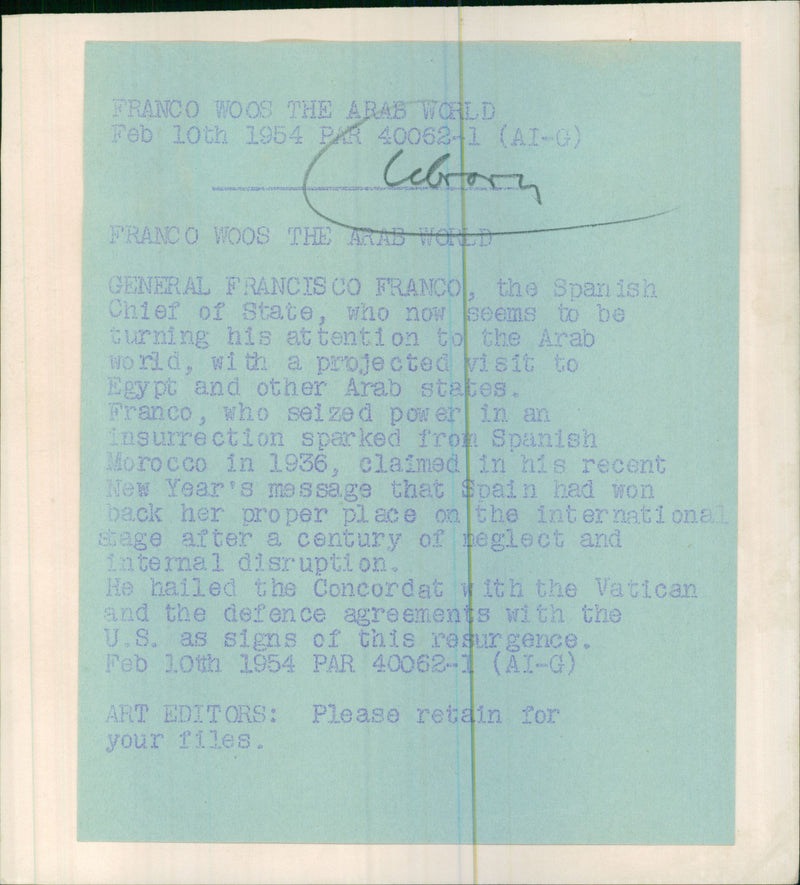 FRANCO WOOS THE ARAB WORLD
Feb 10th 1954 PAR 40062-1 (AI-G)
Library
FRANCO WOOS THE ARAB WORLD
GENERAL FRANCISCO FRANCO, the Spanish
Chief of State, who now seems to be
turning his attention to the Arab
world, with a projected visit to
Egypt and other Arab states.
Franco, who seized power in an
insurrection sparked from Spanish
Morocco in 1936, claimed in his recent
New Year's message that Spain had won
back her proper place on the international
stage after a century of neglect and
internal disruption.
He hailed the Concordat with the Vatican
and the defence agreements with the
U.S. as signs of this resurgence.
Feb 10th 1954 PAR 40062-1 (AI-G)
ART EDITORS: Please retain for
your files.